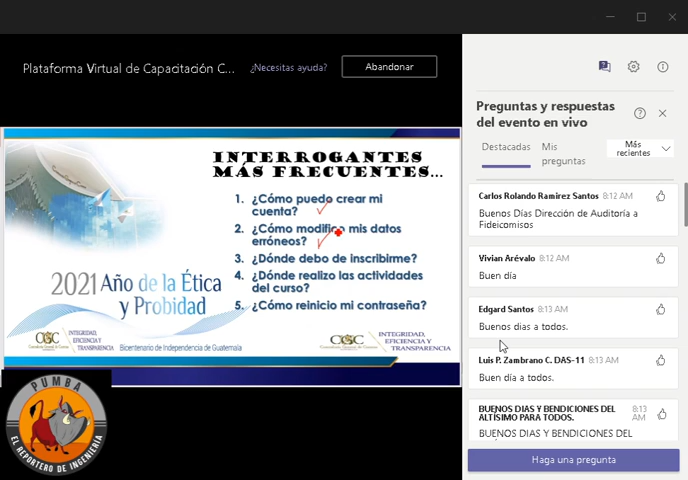 Plataforma Virtual de Capacitación C...
¿Necesitas ayuda?
Abandonar
INTERROGANTES
MÁS FRECUENTES...
1. ¿Cómo puedo crear mi
cuenta?
2. ¿Cómo modifico mis datos
erróneos?
3. ¿Dónde debo de inscribirme?
4. ¿Dónde realizo las actividades
del curso?
5. ¿Cómo reinicio mi contraseña?
2021 Año de la Ética
y Probidad
CGC
INTEGRIDAD,
EFICIENCIA Y
TRANSPARENCIA
Bicentenario de Independencia de Guatemala
CGC
INTEGRIDAD,
EFICIENCIA Y
TRANSPARENCIA
PUMBA
EL REPORTERO DE INGENIERIA
Preguntas y respuestas
del evento en vivo
Destacadas
Mis
preguntas
Más
recientes
Carlos Rolando Ramirez Santos 8:12 AM
Buenos Días Dirección de Auditoría a
Fideicomisos
Vivian Arévalo 8:12 AM
Buen día
Edgard Santos 8:13 AM
Buenos dias a todos.
Luis P. Zambrano C. DAS-11 8:13 AM
Buen día a todos.
BUENOS DIAS Y BENDICIONES DEL
ALTÍSIMO PARA TODOS.
8:13
AM
BUENOS DIAS Y BENDICIONES DEL
Haga una pregunta